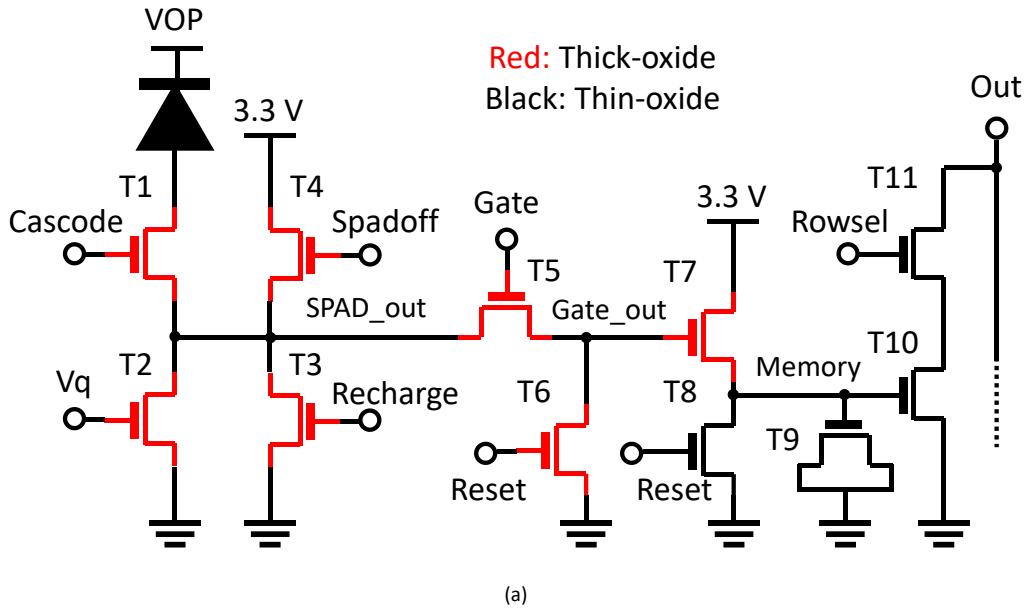 VOP
Red: Thick-oxide
Black: Thin-oxide
Out
3.3 V
T1
T4
T11
Cascode
Spadoff
Gate
3.3 V
Rowsel
T5
T7
SPAD_out
Gate_out
T2
T3
T10
Memory
Vq
Recharge
T6
T8
T9
Reset
Reset
(a)